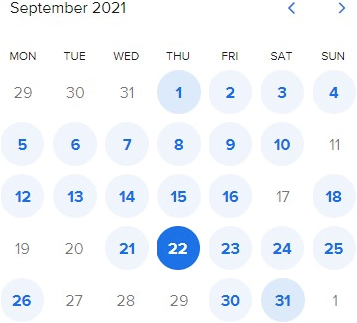 September 2021
MON TUE WED THU FRI SAT SUN
29 30 31 1 2 3 4
5 6 7 8 9 10 11
12 13 14 15 16 17 18
19 20 21 22 23 24 25
26 27 28 29 30 31 1